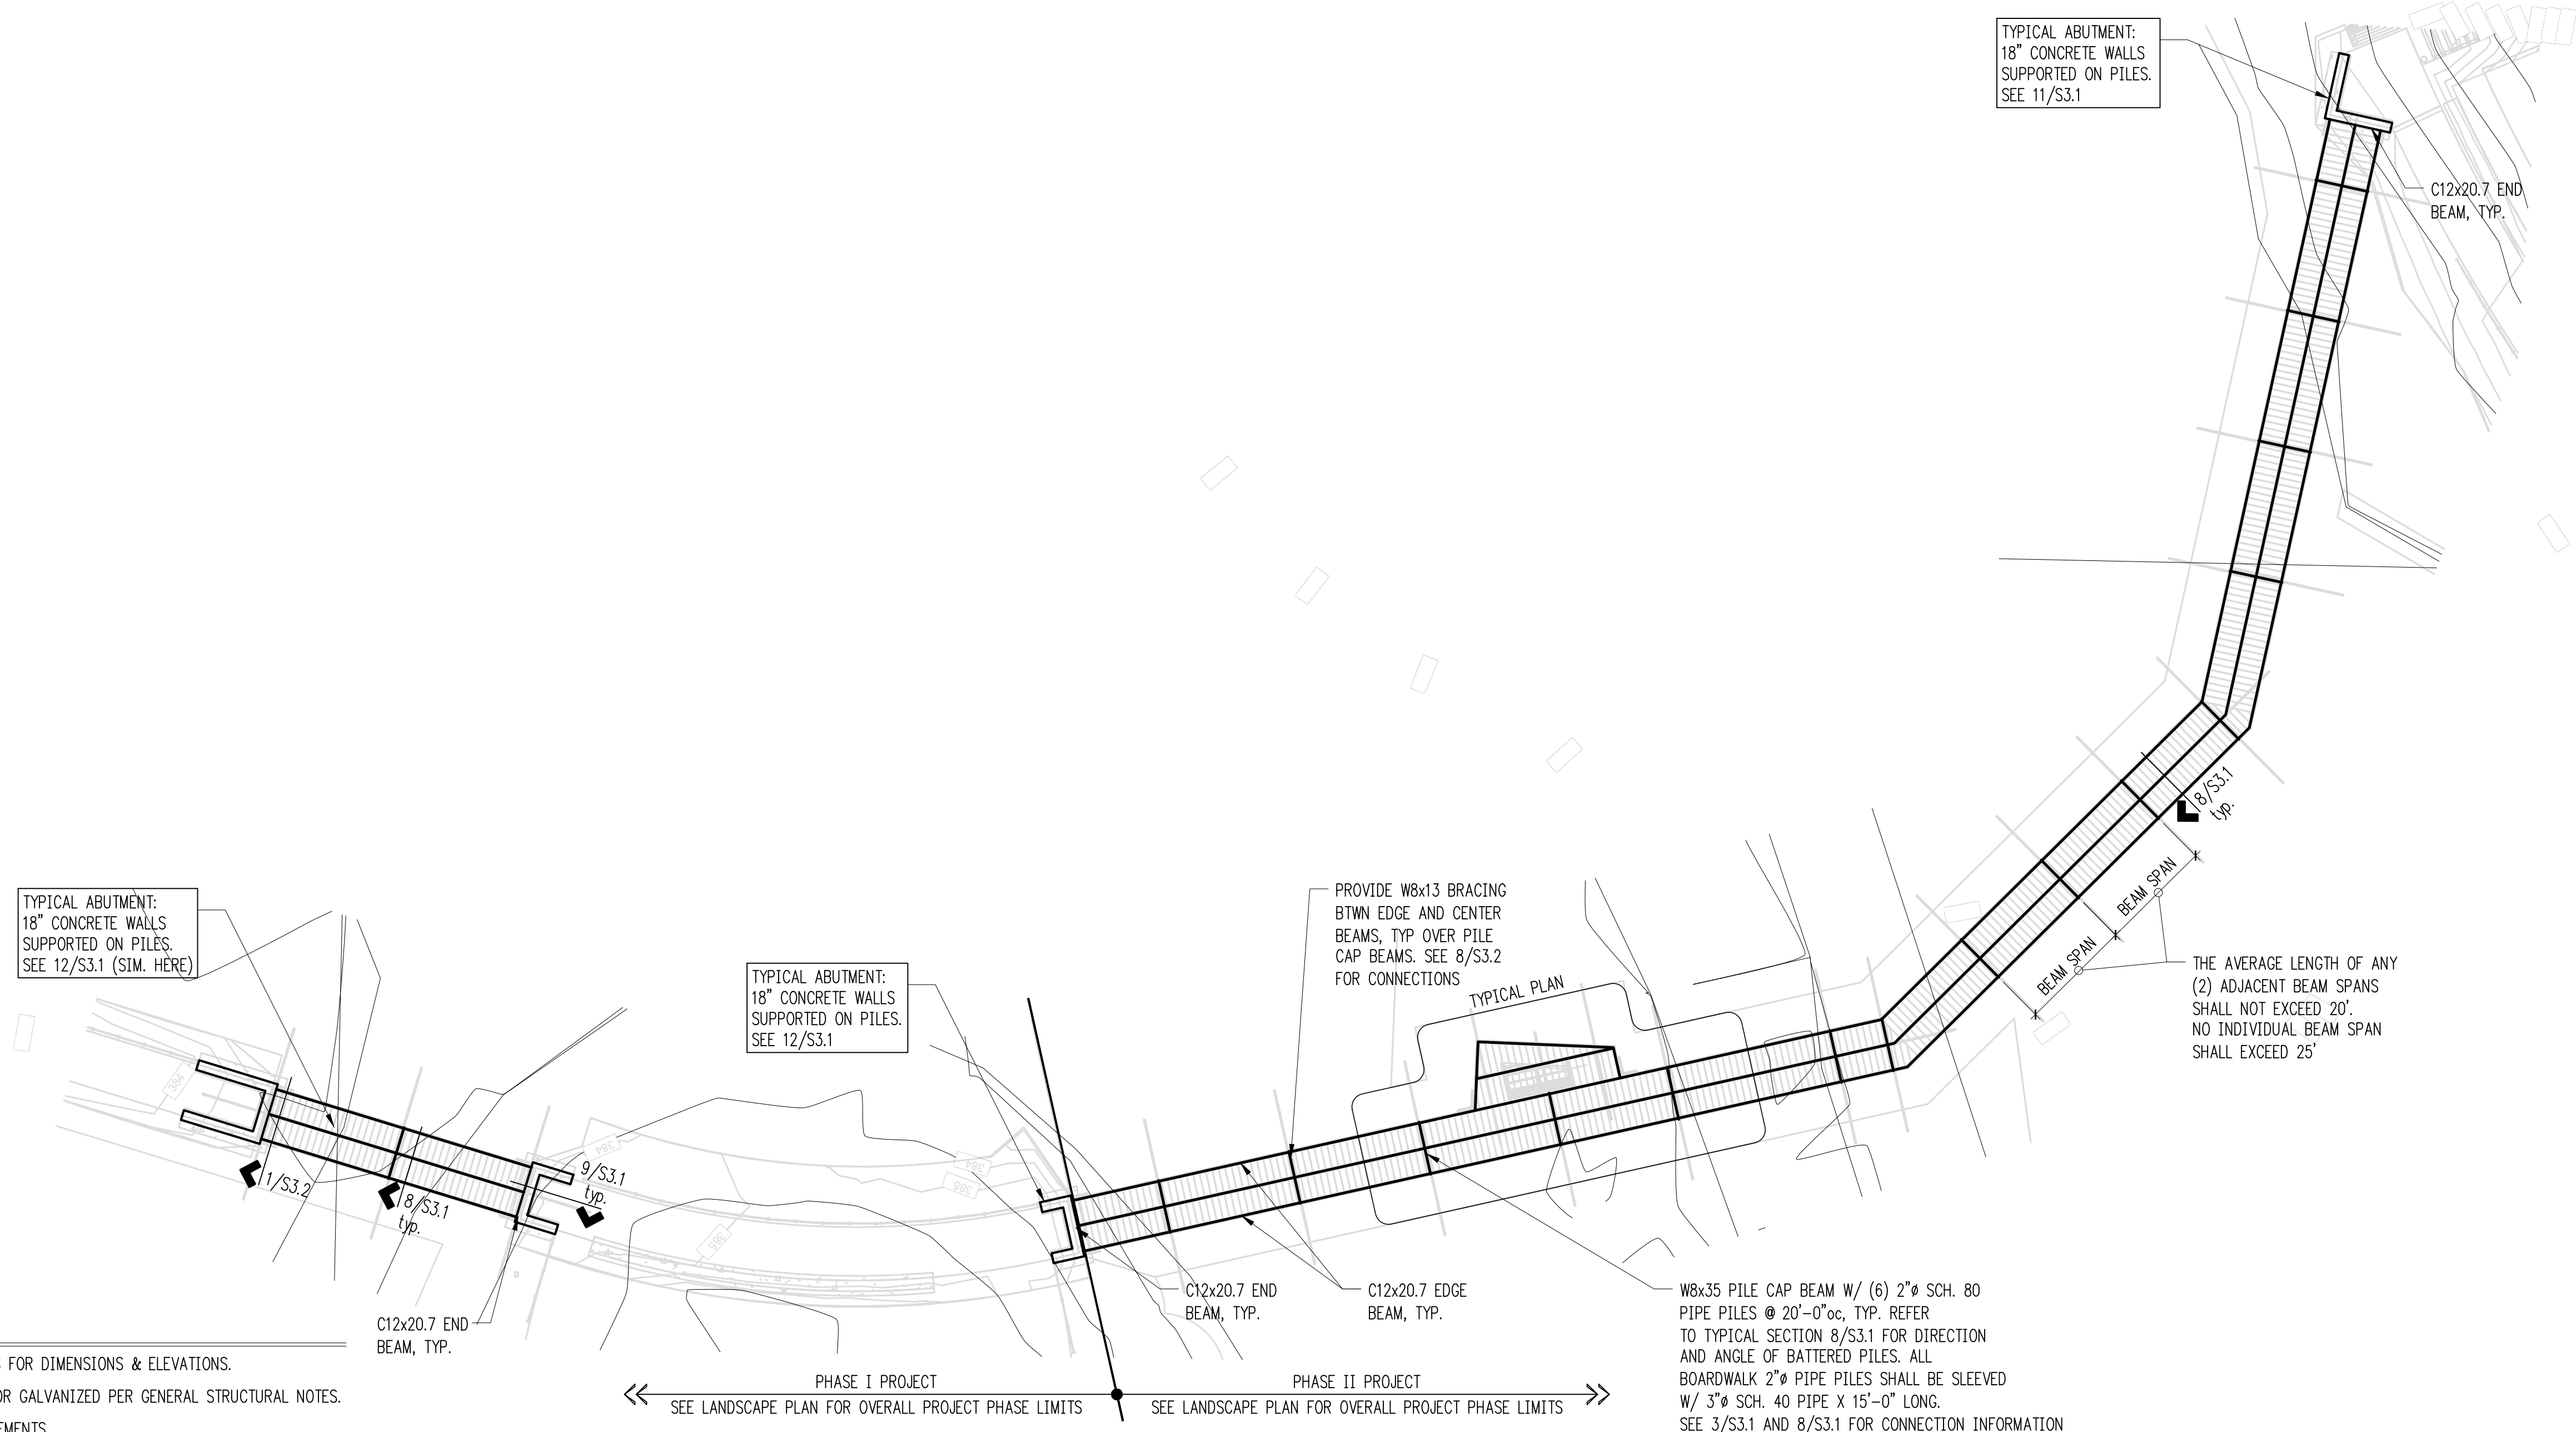 TYPICAL ABUTMENT:
18" CONCRETE WALLS
SUPPORTED ON PILES.
SEE 11/S3.1
C12x20.7 END
BEAM, TYP.
8/S3.1
typ.
BEAM SPAN
BEAM SPAN
THE AVERAGE LENGTH OF ANY
(2) ADJACENT BEAM SPANS
SHALL NOT EXCEED 20'.
NO INDIVIDUAL BEAM SPAN
SHALL EXCEED 25'
PROVIDE W8x13 BRACING
BTWN EDGE AND CENTER
BEAMS, TYP OVER PILE
CAP BEAMS. SEE 8/S3.2
FOR CONNECTIONS
TYPICAL PLAN
TYPICAL ABUTMENT:
18" CONCRETE WALLS
SUPPORTED ON PILES.
SEE 12/S3.1 (SIM. HERE)
TYPICAL ABUTMENT:
18" CONCRETE WALLS
SUPPORTED ON PILES.
SEE 12/S3.1
384
384
384
385
385
1/S3.2
8/S3.1
typ.
9/S3.1
typ.
C12x20.7 END
BEAM, TYP.
C12x20.7 END
BEAM, TYP.
C12x20.7 EDGE
BEAM, TYP.
W8x35 PILE CAP BEAM W/ (6) 2"ø SCH. 80
PIPE PILES @ 20'-0"oc, TYP. REFER
TO TYPICAL SECTION 8/S3.1 FOR DIRECTION
AND ANGLE OF BATTERED PILES. ALL
BOARDWALK 2"ø PIPE PILES SHALL BE SLEEVED
W/ 3"ø SCH. 40 PIPE X 15'-0" LONG.
SEE 3/S3.1 AND 8/S3.1 FOR CONNECTION INFORMATION
PHASE I PROJECT
SEE LANDSCAPE PLAN FOR OVERALL PROJECT PHASE LIMITS
PHASE II PROJECT
SEE LANDSCAPE PLAN FOR OVERALL PROJECT PHASE LIMITS
FOR DIMENSIONS & ELEVATIONS.
OR GALVANIZED PER GENERAL STRUCTURAL NOTES.